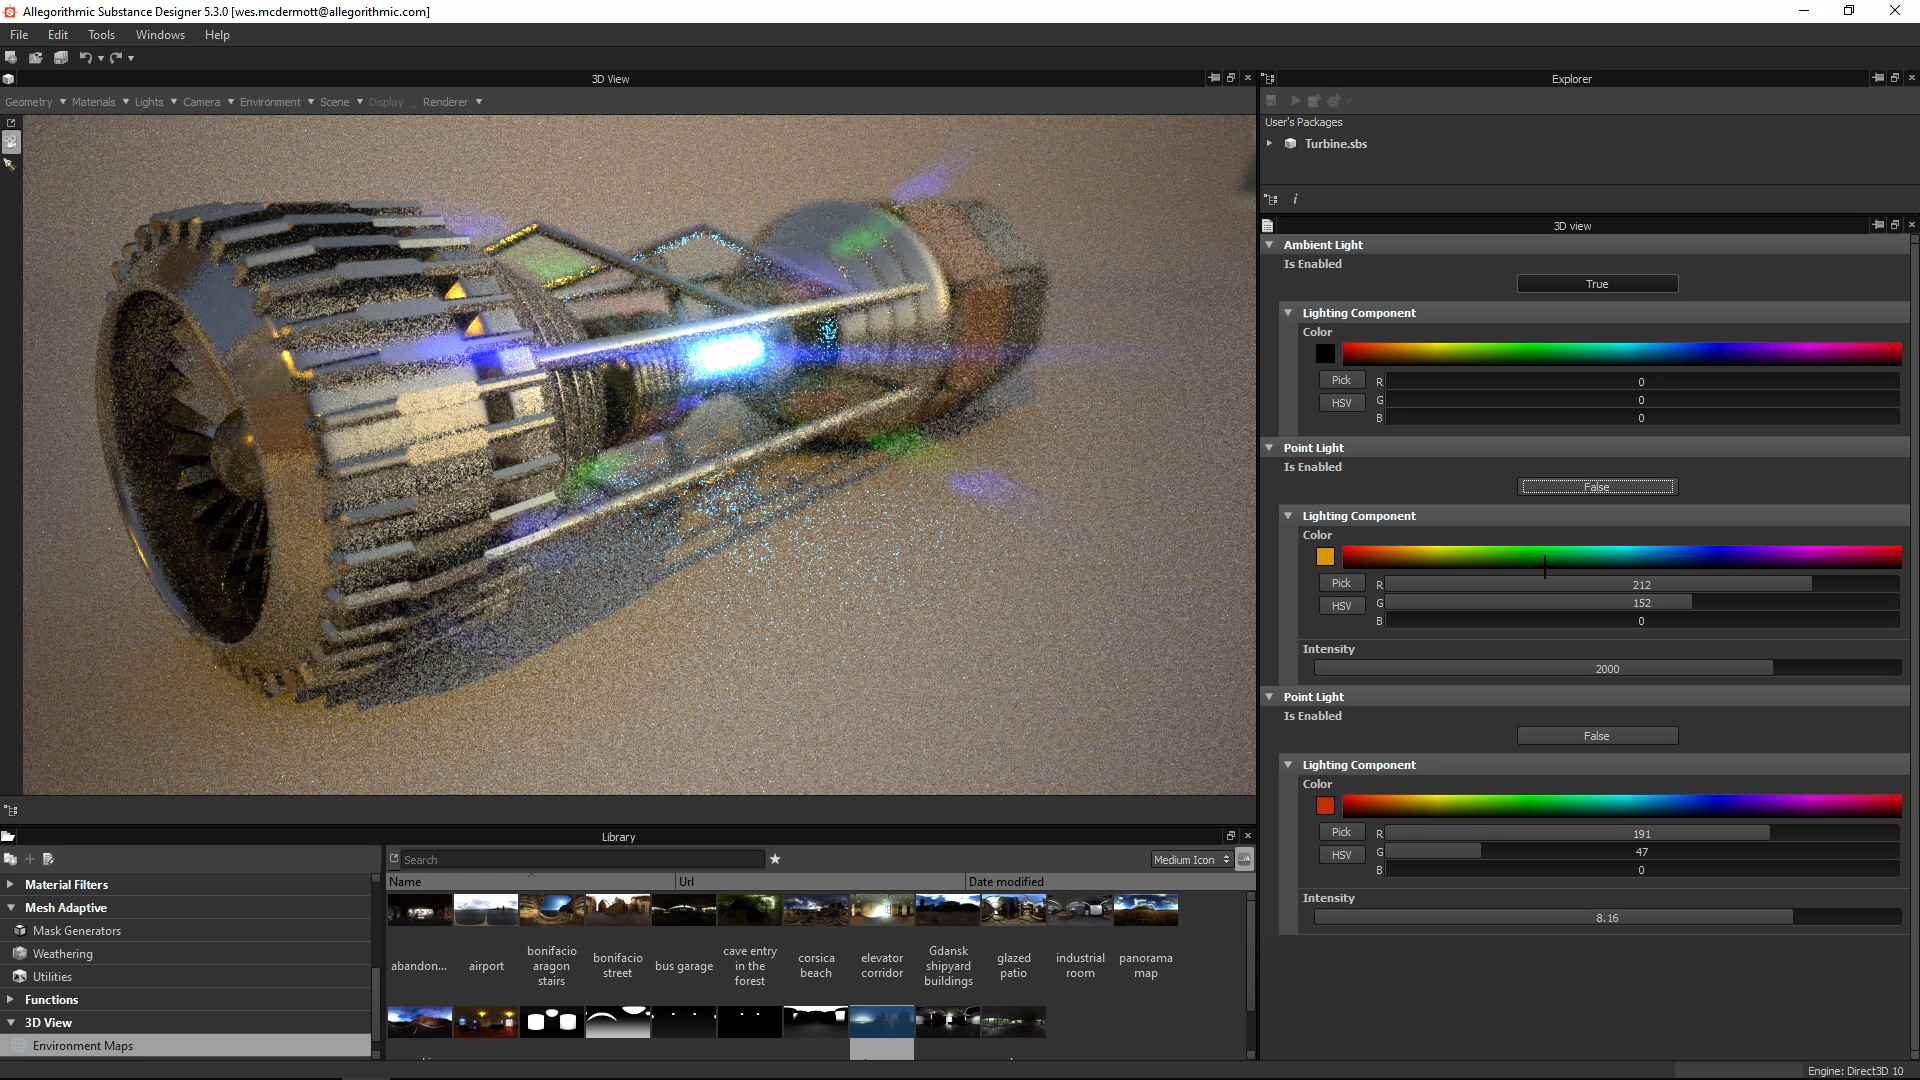 Allegorithmic Substance Designer 5.3.0 [wes.mcdermott@allegorithmic.com]
File Edit Tools Windows Help
3D View
Geometry Materials Lights Camera Environment Scene Display Renderer
Explorer
User's Packages
Turbine.sbs
i
3D view
Ambient Light
Is Enabled
True
Lighting Component
Color
Pick
HSV
R 0
G 0
B 0
Point Light
Is Enabled
False
Lighting Component
Color
Pick
HSV
R 212
G 152
B 0
Intensity
2000
Point Light
Is Enabled
False
Lighting Component
Color
Pick
HSV
R 191
G 47
B 0
Intensity
8.16
Library
Search
Medium Icon
Name Url Date modified
Material Filters
Mesh Adaptive
Mask Generators
Weathering
Utilities
Functions
3D View
Environment Maps
abandon...
airport
bonifacio
aragon
stairs
bonifacio
street
bus garage
cave entry
in the
forest
corsica
beach
elevator
corridor
Gdansk
shipyard
buildings
glazed
patio
industrial
room
panorama
map
Engine: Direct3D 10